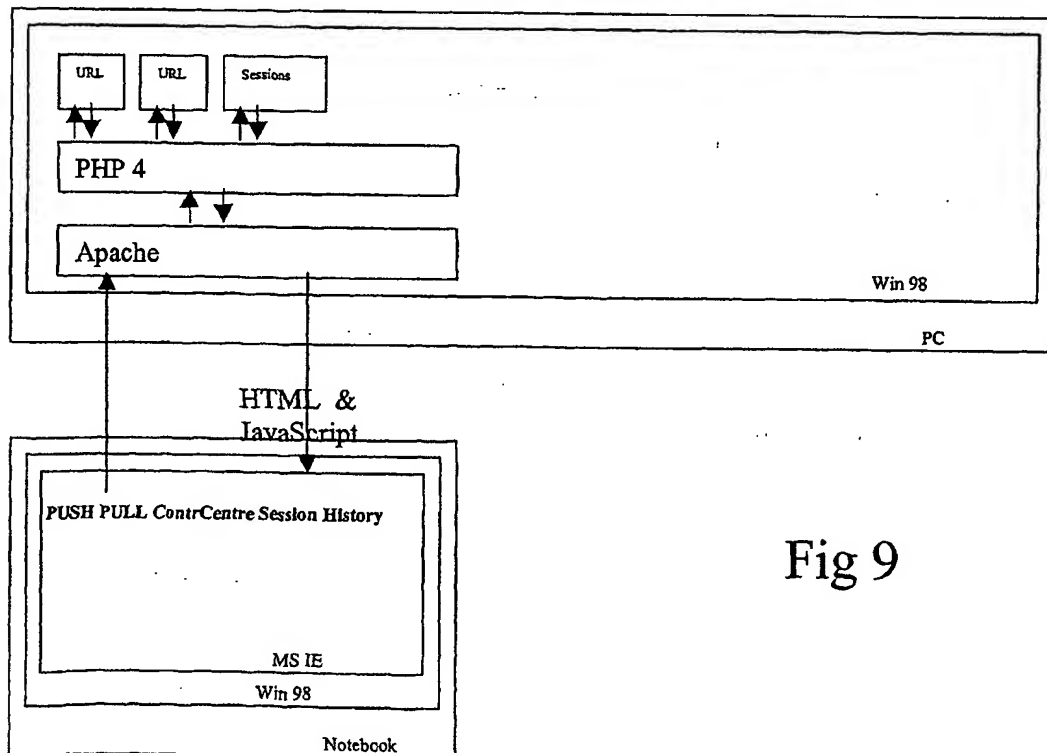 URL URL Sessions
PHP 4
Apache
Win 98
PC
HTML &
JavaScript
PUSH PULL ContrCentre Session History
Fig 9
MS IE
Win 98
Notebook